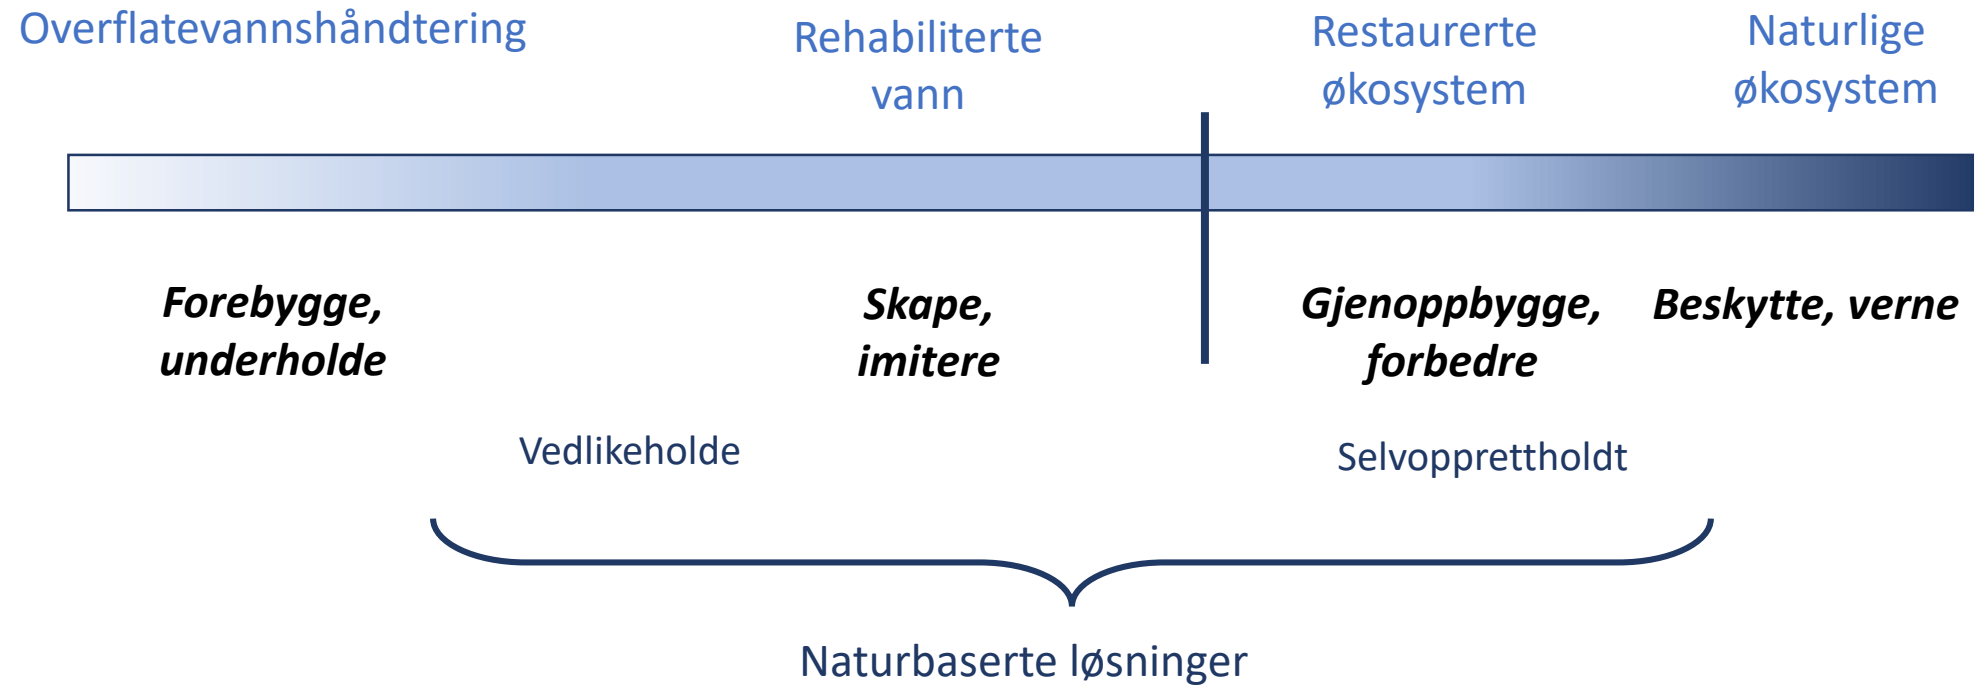 Overflatevannshåndtering
Rehabiliterte
vann
Restaurerte
økosystem
Naturlige
økosystem
Forebygge,
underholde
Skape,
imitere
Gjenoppbygge,
forbedre
Beskytte, verne
Vedlikeholde
Selvopprettholdt
Naturbaserte løsninger